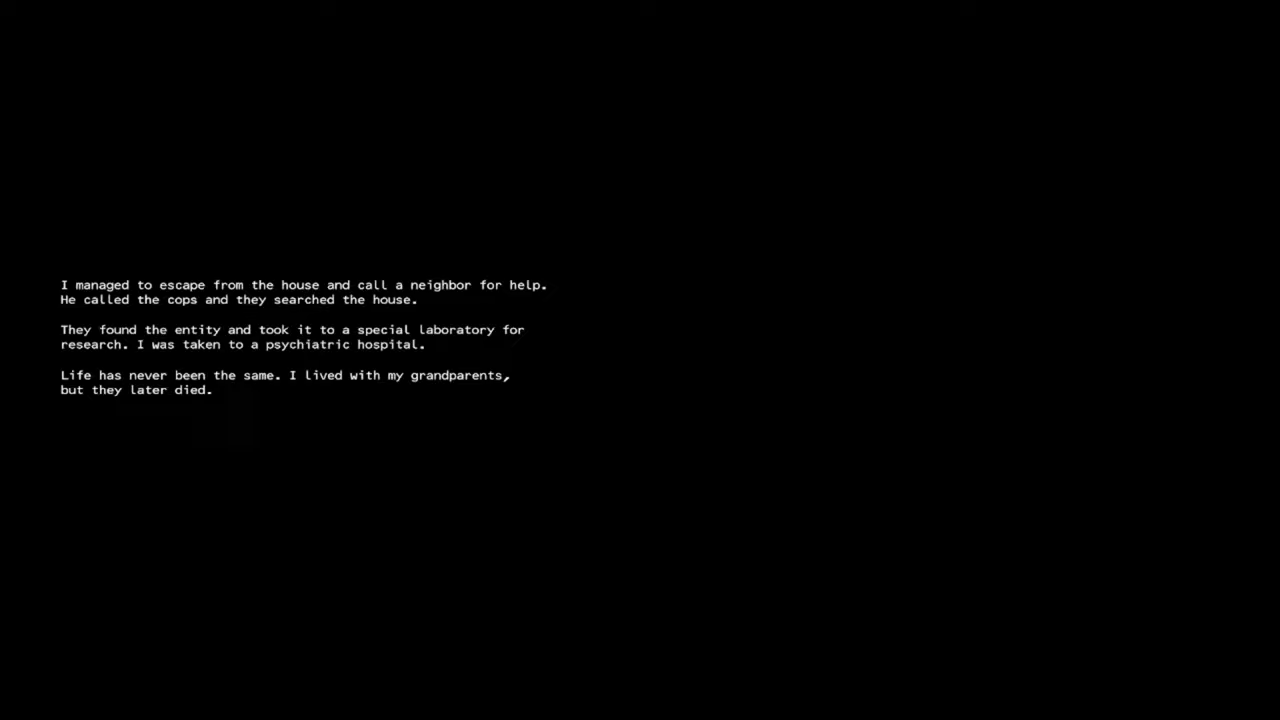 I managed to escape from the house and call a neighbor for help.
He called the cops and they searched the house.
They found the entity and took it to a special laboratory for
research. I was taken to a psychiatric hospital.
Life has never been the same. I lived with my grandparents,
but they later died.